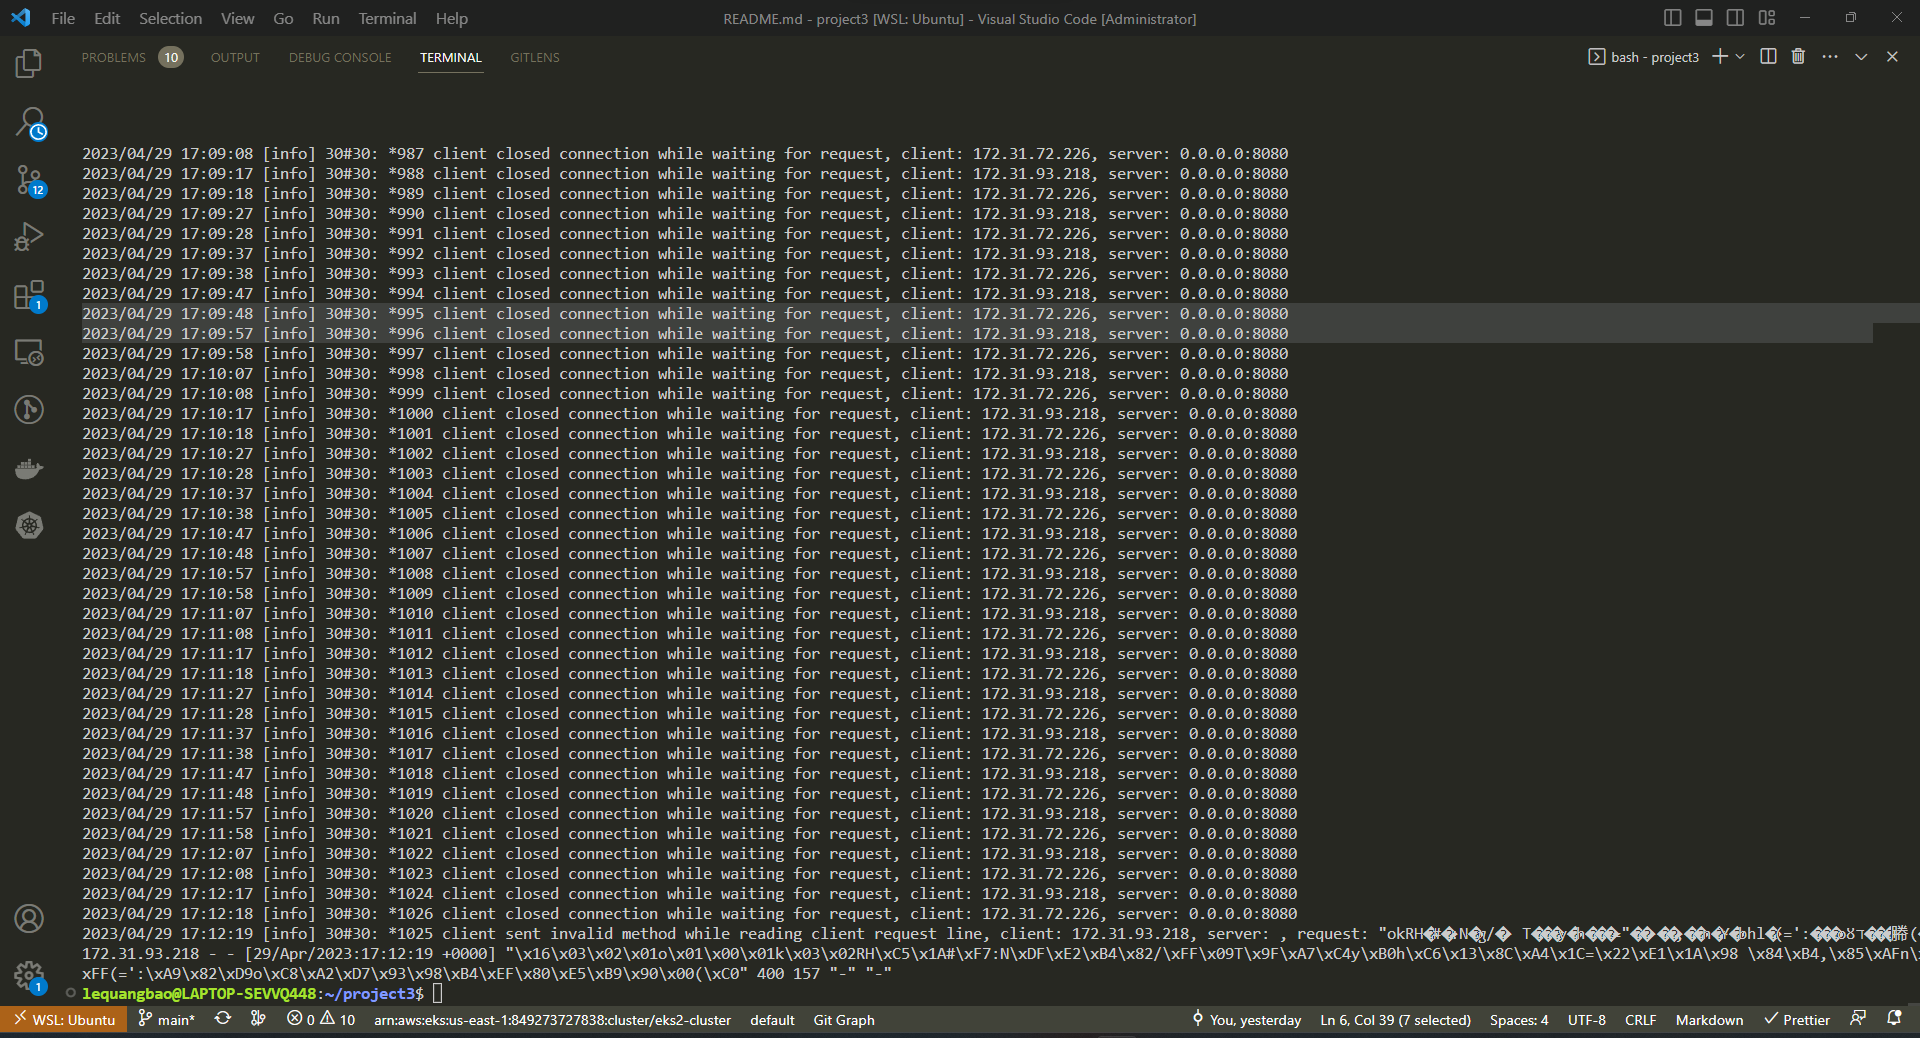 File Edit Selection View Go Run Terminal Help
README.md - project3 [WSL: Ubuntu] - Visual Studio Code [Administrator]
PROBLEMS 10 OUTPUT DEBUG CONSOLE TERMINAL GITLENS
bash - project3
2023/04/29 17:09:08 [info] 30#30: *987 client closed connection while waiting for request, client: 172.31.72.226, server: 0.0.0.0:8080
2023/04/29 17:09:17 [info] 30#30: *988 client closed connection while waiting for request, client: 172.31.93.218, server: 0.0.0.0:8080
2023/04/29 17:09:18 [info] 30#30: *989 client closed connection while waiting for request, client: 172.31.72.226, server: 0.0.0.0:8080
2023/04/29 17:09:27 [info] 30#30: *990 client closed connection while waiting for request, client: 172.31.93.218, server: 0.0.0.0:8080
2023/04/29 17:09:28 [info] 30#30: *991 client closed connection while waiting for request, client: 172.31.72.226, server: 0.0.0.0:8080
2023/04/29 17:09:37 [info] 30#30: *992 client closed connection while waiting for request, client: 172.31.93.218, server: 0.0.0.0:8080
2023/04/29 17:09:38 [info] 30#30: *993 client closed connection while waiting for request, client: 172.31.72.226, server: 0.0.0.0:8080
2023/04/29 17:09:47 [info] 30#30: *994 client closed connection while waiting for request, client: 172.31.93.218, server: 0.0.0.0:8080
2023/04/29 17:09:48 [info] 30#30: *995 client closed connection while waiting for request, client: 172.31.72.226, server: 0.0.0.0:8080
2023/04/29 17:09:57 [info] 30#30: *996 client closed connection while waiting for request, client: 172.31.93.218, server: 0.0.0.0:8080
2023/04/29 17:09:58 [info] 30#30: *997 client closed connection while waiting for request, client: 172.31.72.226, server: 0.0.0.0:8080
2023/04/29 17:10:07 [info] 30#30: *998 client closed connection while waiting for request, client: 172.31.93.218, server: 0.0.0.0:8080
2023/04/29 17:10:08 [info] 30#30: *999 client closed connection while waiting for request, client: 172.31.72.226, server: 0.0.0.0:8080
2023/04/29 17:10:17 [info] 30#30: *1000 client closed connection while waiting for request, client: 172.31.93.218, server: 0.0.0.0:8080
2023/04/29 17:10:18 [info] 30#30: *1001 client closed connection while waiting for request, client: 172.31.72.226, server: 0.0.0.0:8080
2023/04/29 17:10:27 [info] 30#30: *1002 client closed connection while waiting for request, client: 172.31.93.218, server: 0.0.0.0:8080
2023/04/29 17:10:28 [info] 30#30: *1003 client closed connection while waiting for request, client: 172.31.72.226, server: 0.0.0.0:8080
2023/04/29 17:10:37 [info] 30#30: *1004 client closed connection while waiting for request, client: 172.31.93.218, server: 0.0.0.0:8080
2023/04/29 17:10:38 [info] 30#30: *1005 client closed connection while waiting for request, client: 172.31.72.226, server: 0.0.0.0:8080
2023/04/29 17:10:47 [info] 30#30: *1006 client closed connection while waiting for request, client: 172.31.93.218, server: 0.0.0.0:8080
2023/04/29 17:10:48 [info] 30#30: *1007 client closed connection while waiting for request, client: 172.31.72.226, server: 0.0.0.0:8080
2023/04/29 17:10:57 [info] 30#30: *1008 client closed connection while waiting for request, client: 172.31.93.218, server: 0.0.0.0:8080
2023/04/29 17:10:58 [info] 30#30: *1009 client closed connection while waiting for request, client: 172.31.72.226, server: 0.0.0.0:8080
2023/04/29 17:11:07 [info] 30#30: *1010 client closed connection while waiting for request, client: 172.31.93.218, server: 0.0.0.0:8080
2023/04/29 17:11:08 [info] 30#30: *1011 client closed connection while waiting for request, client: 172.31.72.226, server: 0.0.0.0:8080
2023/04/29 17:11:17 [info] 30#30: *1012 client closed connection while waiting for request, client: 172.31.93.218, server: 0.0.0.0:8080
2023/04/29 17:11:18 [info] 30#30: *1013 client closed connection while waiting for request, client: 172.31.72.226, server: 0.0.0.0:8080
2023/04/29 17:11:27 [info] 30#30: *1014 client closed connection while waiting for request, client: 172.31.93.218, server: 0.0.0.0:8080
2023/04/29 17:11:28 [info] 30#30: *1015 client closed connection while waiting for request, client: 172.31.72.226, server: 0.0.0.0:8080
2023/04/29 17:11:37 [info] 30#30: *1016 client closed connection while waiting for request, client: 172.31.93.218, server: 0.0.0.0:8080
2023/04/29 17:11:38 [info] 30#30: *1017 client closed connection while waiting for request, client: 172.31.72.226, server: 0.0.0.0:8080
2023/04/29 17:11:47 [info] 30#30: *1018 client closed connection while waiting for request, client: 172.31.93.218, server: 0.0.0.0:8080
2023/04/29 17:11:48 [info] 30#30: *1019 client closed connection while waiting for request, client: 172.31.72.226, server: 0.0.0.0:8080
2023/04/29 17:11:57 [info] 30#30: *1020 client closed connection while waiting for request, client: 172.31.93.218, server: 0.0.0.0:8080
2023/04/29 17:11:58 [info] 30#30: *1021 client closed connection while waiting for request, client: 172.31.72.226, server: 0.0.0.0:8080
2023/04/29 17:12:07 [info] 30#30: *1022 client closed connection while waiting for request, client: 172.31.93.218, server: 0.0.0.0:8080
2023/04/29 17:12:08 [info] 30#30: *1023 client closed connection while waiting for request, client: 172.31.72.226, server: 0.0.0.0:8080
2023/04/29 17:12:17 [info] 30#30: *1024 client closed connection while waiting for request, client: 172.31.93.218, server: 0.0.0.0:8080
2023/04/29 17:12:18 [info] 30#30: *1026 client closed connection while waiting for request, client: 172.31.72.226, server: 0.0.0.0:8080
2023/04/29 17:12:19 [info] 30#30: *1025 client sent invalid method while reading client request line, client: 172.31.93.218, server: , request:
172.31.93.218 - - [29/Apr/2023:17:12:19 +0000] "\x16\x03\x02\x01o\x01\x00\x01k\x03\x02RH\xC5\x1A#\xF7:N\xDF\xE2\xB4\x82/\xFF\x09T\x9F\xA7\xC4y\xB0h\xC6\x13\x8C\xA4\x1C=\x22\xE1\x1A\x98 \x84\xB4,\x85\xAFn\x
xFF(=':\xA9\x82\xD9o\xC8\xA2\xD7\x93\x98\xB4\xEF\x80\xE5\xB9\x90\x00(\xC0" 400 157 "-" "-"
lequangbao@LAPTOP-SEVVQ448:~/project3$
12
1
1
WSL: Ubuntu main* 0 10 arn:aws:eks:us-east-1:849273727838:cluster/eks2-cluster default Git Graph You, yesterday Ln 6, Col 39 (7 selected) Spaces: 4 UTF-8 CRLF Markdown Prettier